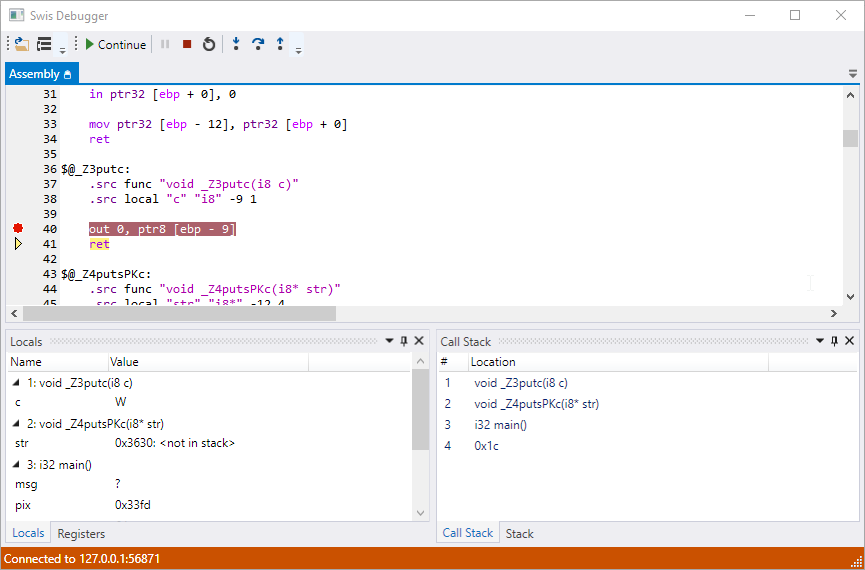 Swis Debugger
Continue
Assembly
31 in ptr32 [ebp + 0], 0
32
33 mov ptr32 [ebp - 12], ptr32 [ebp + 0]
34 ret
35
36 $@_Z3putc:
37 .src func "void _Z3putc(i8 c)"
38 .src local "c" "i8" -9 1
39
40 out 0, ptr8 [ebp - 9]
41 ret
42
43 $@_Z4putsPKc:
44 .src func "void _Z4putsPKc(i8* str)"
45 .src local "str" "i8*" -12 4
Locals
Name Value
1: void _Z3putc(i8 c)
c W
2: void _Z4putsPKc(i8* str)
str 0x3630: <not in stack>
3: i32 main()
msg ?
pix 0x33fd
Locals Registers
Call Stack
# Location
1 void _Z3putc(i8 c)
2 void _Z4putsPKc(i8* str)
3 i32 main()
4 0x1c
Call Stack Stack
Connected to 127.0.0.1:56871